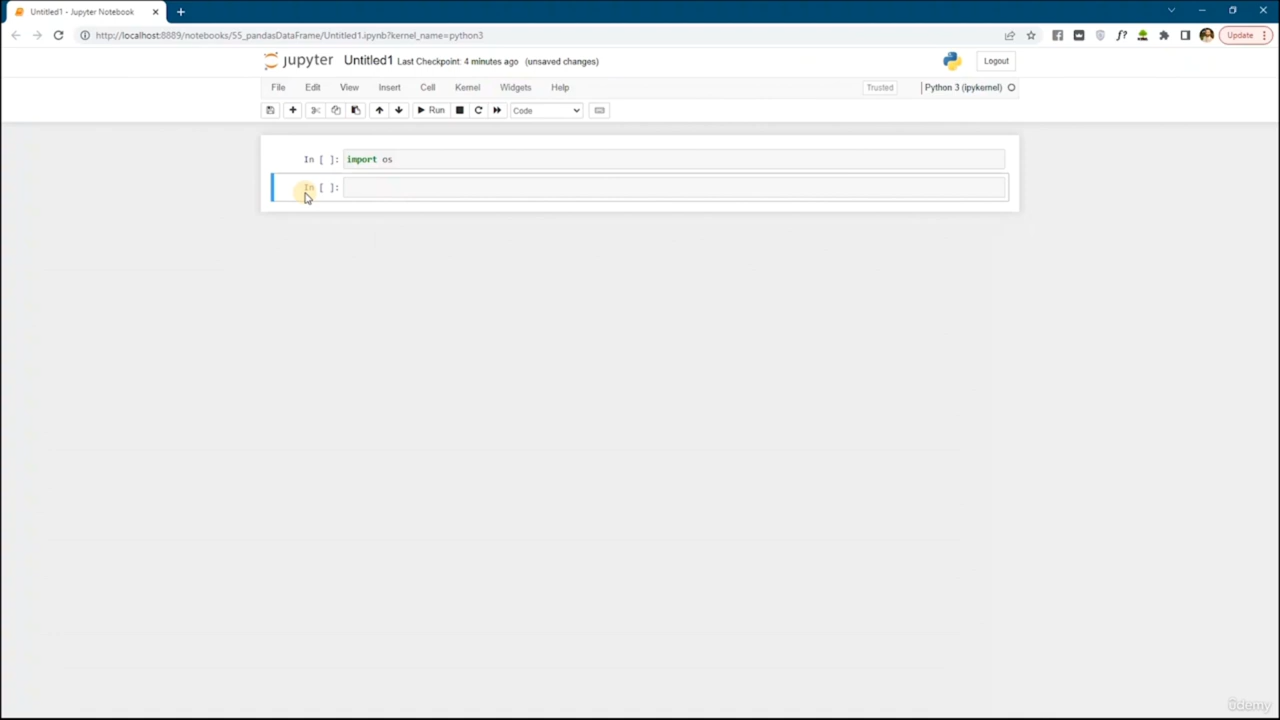 Untitled1 - Jupyter Notebook
http://localhost:8889/notebooks/55_pandasDataFrame/Untitled1.ipynb?kernel_name=python3
Update
jupyter Untitled1 Last Checkpoint: 4 minutes ago (unsaved changes)
Logout
File Edit View Insert Cell Kernel Widgets Help
Trusted
Python 3 (ipykernel)
Run
Code
In [ ]: import os
In [ ]:
ûdemy